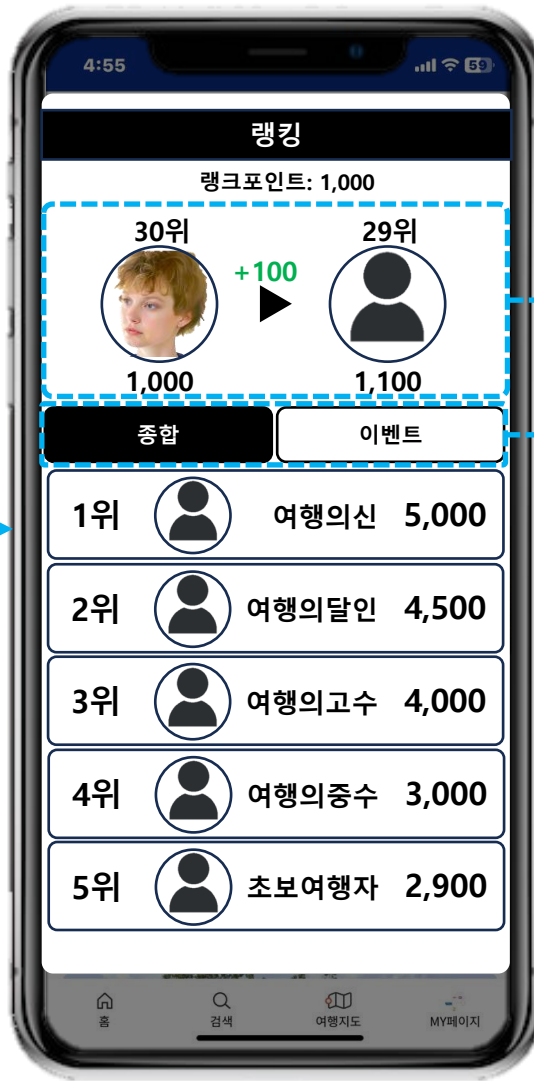 4:55
59
랭킹
랭크포인트: 1,000
30위
29위
+100
1,000
1,100
종합
이벤트
1위 여행의신 5,000
2위 여행의달인 4,500
3위 여행의고수 4,000
4위 여행의중수 3,000
5위 초보여행자 2,900
홈 검색 여행지도 MY페이지